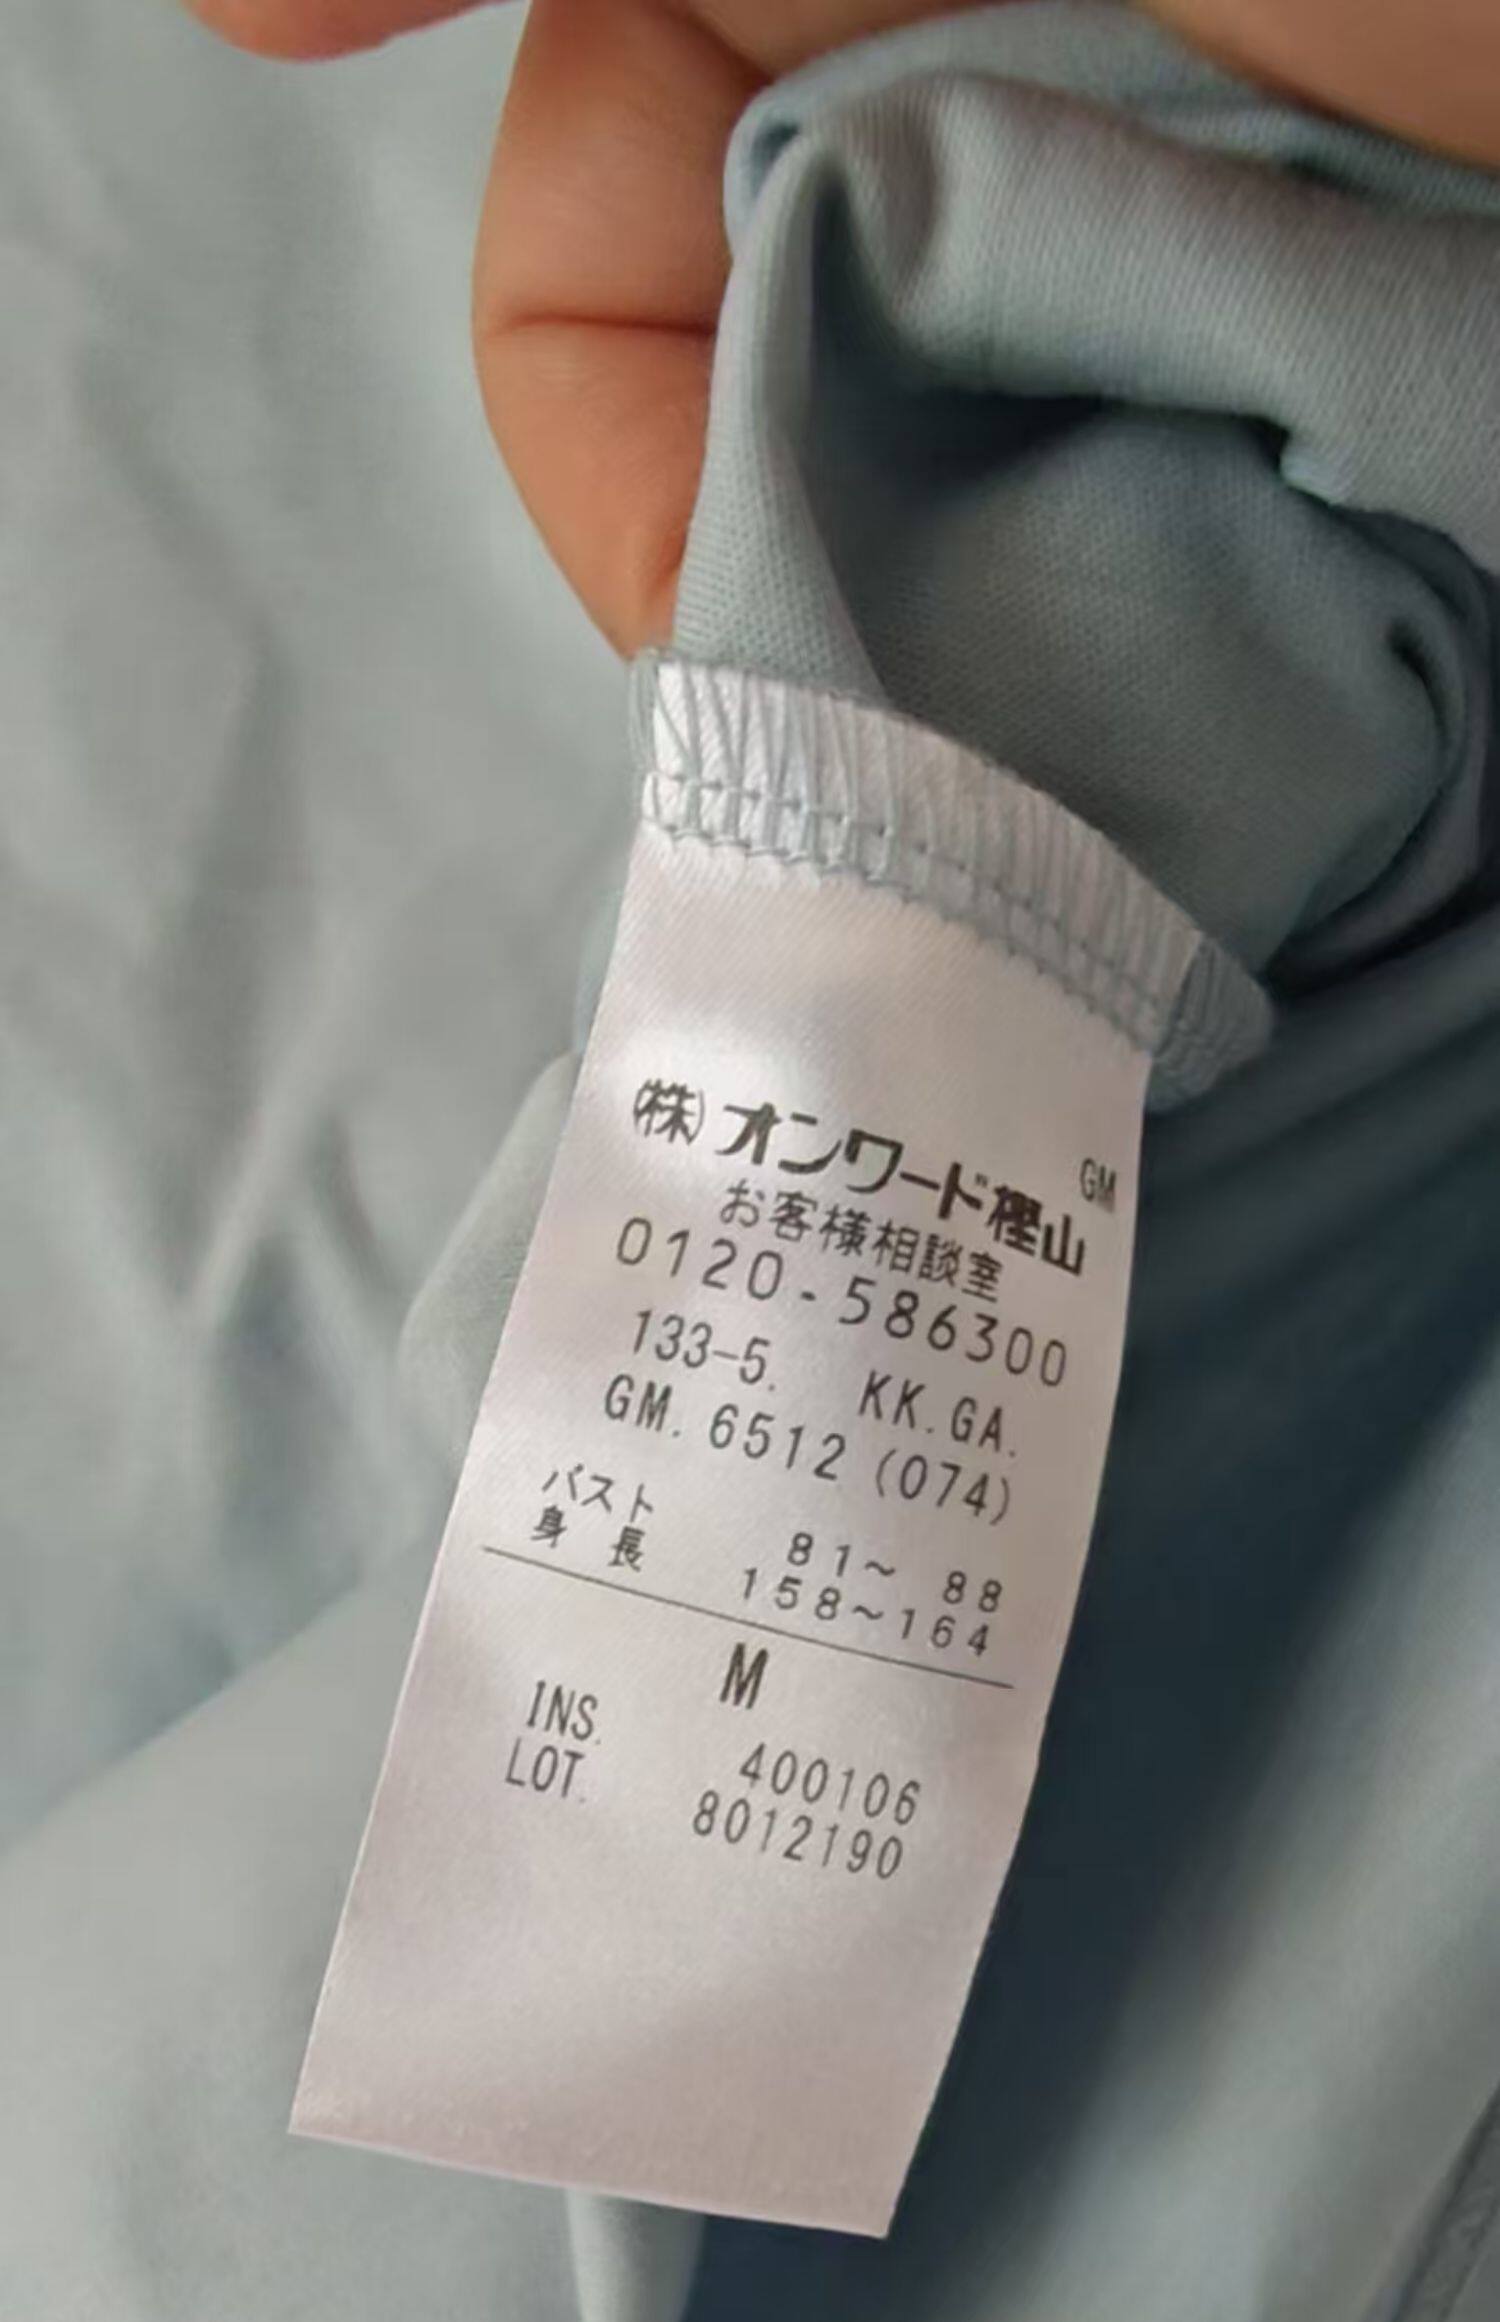 GM
㈱オンワード樫山
お客様相談室
0120-586300
133-5. KK.GA.
GM. 6512 (074)
バスト 81~ 88
身 長 158~164
M
INS. 400106
LOT. 8012190